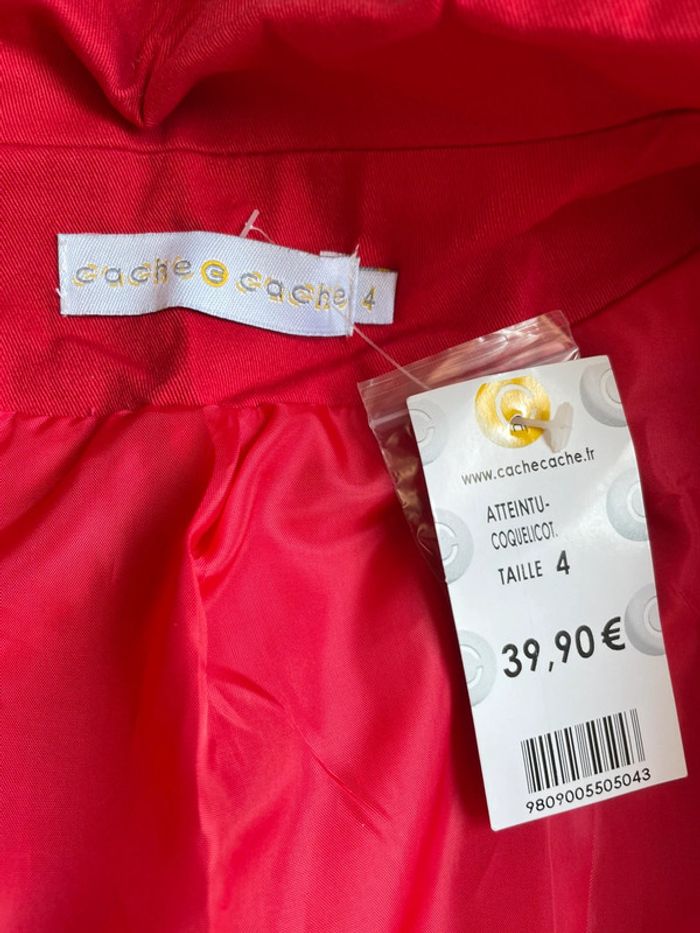 cache cache 4
www.cachecache.fr
ATTEINTU-
COQUELICOT.
TAILLE 4
39,90€
9809005505043